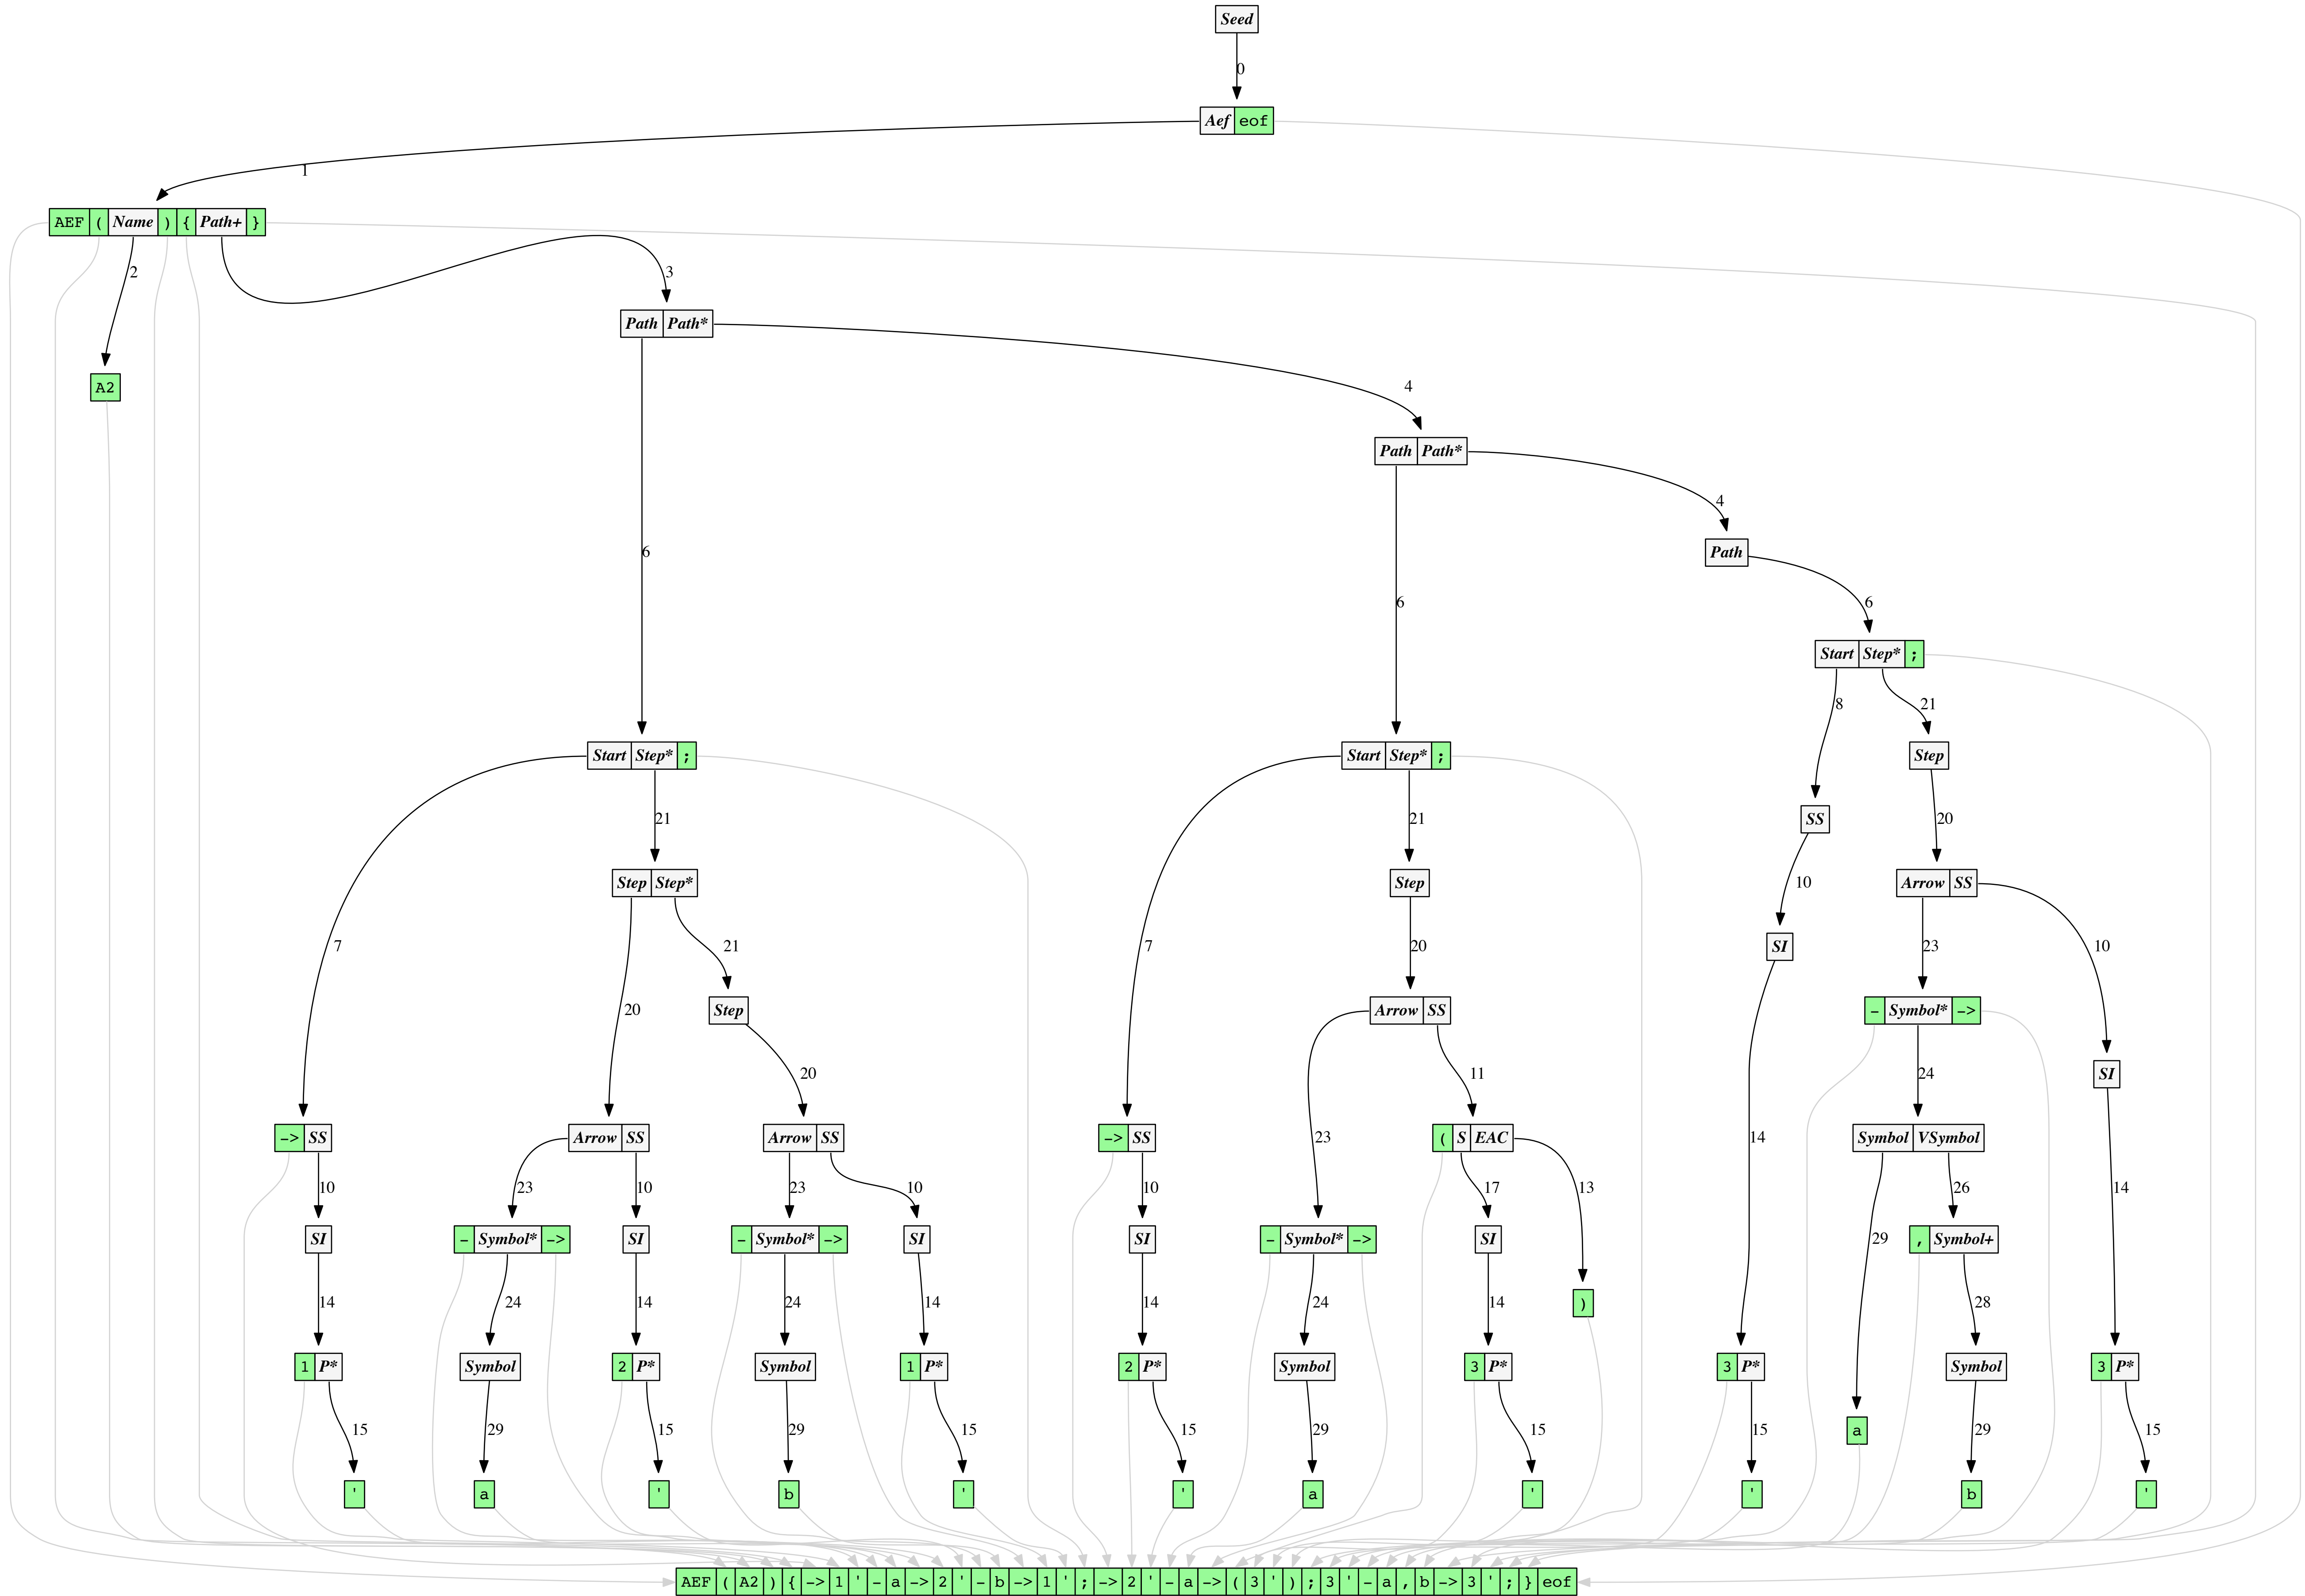 Seed
0
Aef eof
1
AEF ( Name ) { Path+ }
2 3
Path Path*
A2 4
Path Path*
4
Path
6 6 6
Start Step* ;
8 21
Start Step* ; Start Step* ; Step
SS
21 21 20
Step Step* Step Arrow SS
10
7 21 7 SI 23 10
20 20
Step Arrow SS - Symbol* ->
20 11 24 SI
-> SS Arrow SS Arrow SS -> SS 23 ( S EAC 14 Symbol VSymbol
10 23 10 23 10 10 17 13 26 14
SI - Symbol* -> SI - Symbol* -> SI SI - Symbol* -> SI 29 , Symbol+
14 24 14 24 14 14 24 14 ) 28
1 P* Symbol 2 P* Symbol 1 P* 2 P* Symbol 3 P* 3 P* Symbol 3 P*
15 29 15 29 15 15 29 15 15 a 29 15
' a ' b ' ' a ' ' b '
AEF ( A2 ) { -> 1 ' - a -> 2 ' - b -> 1 ' ; -> 2 ' - a -> ( 3 ' ) ; 3 ' - a , b -> 3 ' ; } eof